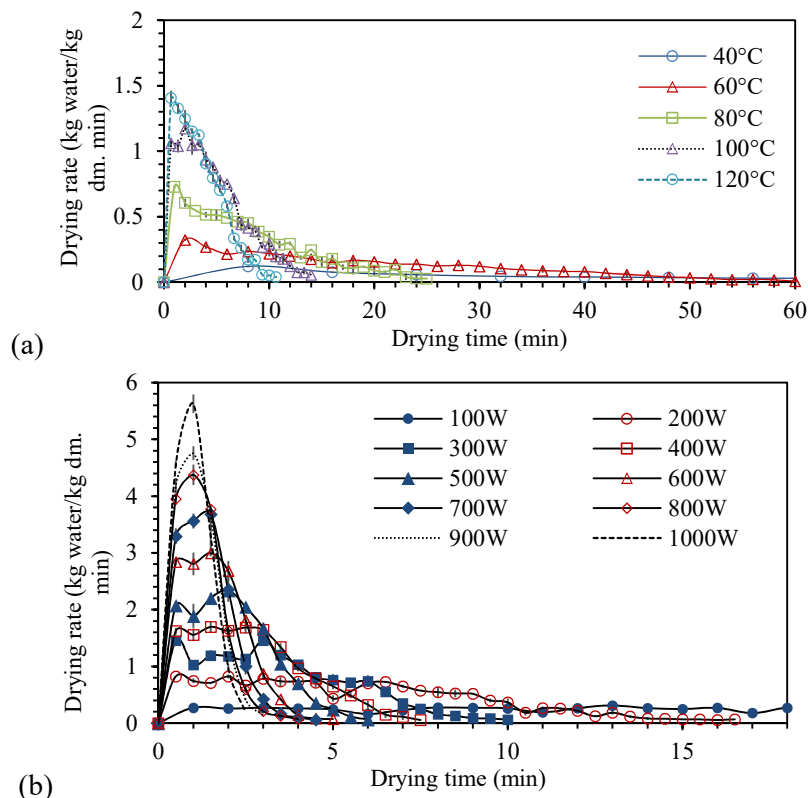 2
1.5
1
0.5
0
0 10 20 30 40 50 60
Drying rate (kg water/kg
dm. min)
Drying time (min)
40°C
60°C
80°C
100°C
120°C
(a)
6
5
4
3
2
1
0
0 5 10 15
Drying rate (kg water/kg dm.
min)
Drying time (min)
100W 200W
300W 400W
500W 600W
700W 800W
900W 1000W
(b)